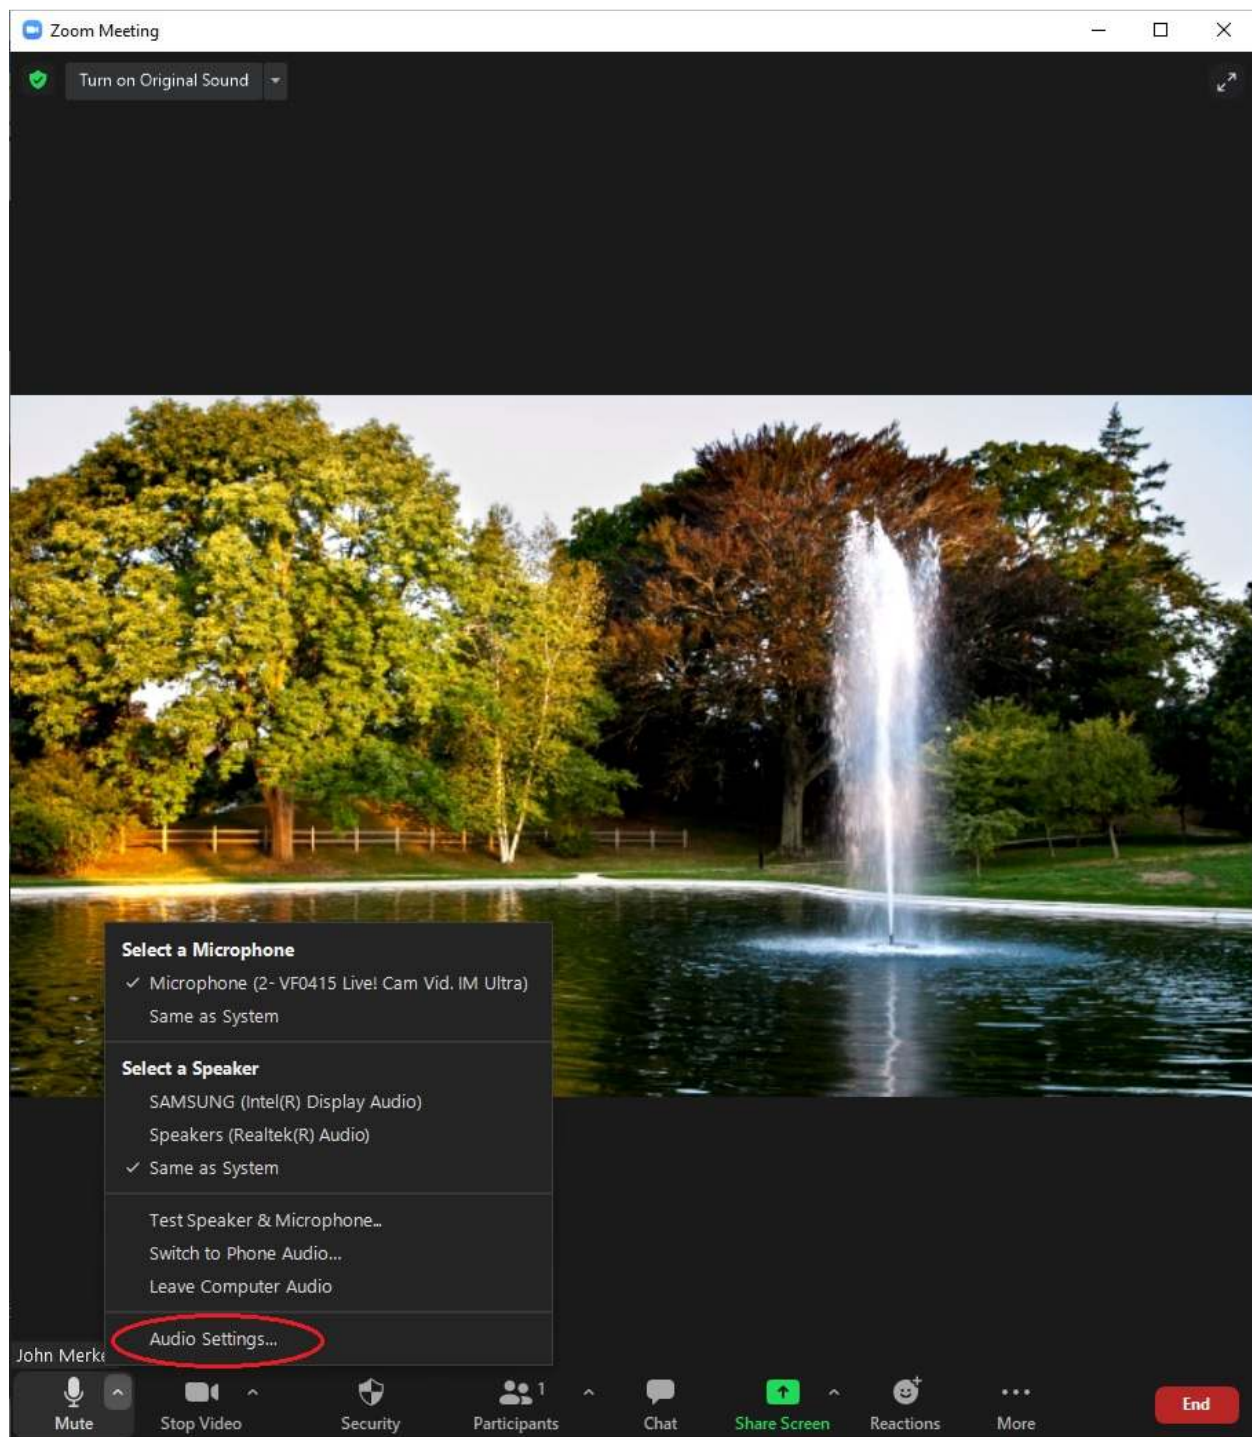 Zoom Meeting
Turn on Original Sound
Select a Microphone
Microphone (2- VF0415 Live! Cam Vid. IM Ultra)
Same as System
Select a Speaker
SAMSUNG (Intel(R) Display Audio)
Speakers (Realtek(R) Audio)
Same as System
Test Speaker & Microphone...
Switch to Phone Audio...
Leave Computer Audio
Audio Settings...
John Merke
Mute
Stop Video
Security
Participants
1
Chat
Share Screen
Reactions
More
End